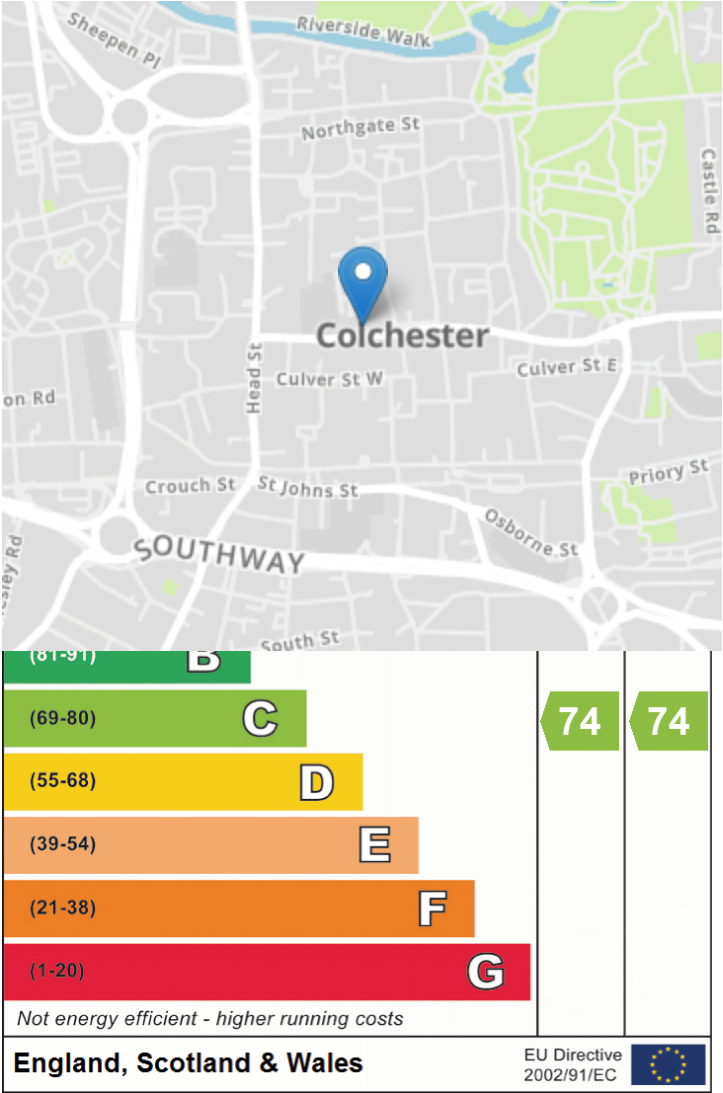 Sheepen Pl
Riverside Walk
Northgate St
Castle Rd
Colchester
Head St
Culver St W
Culver St E
on Rd
Crouch St
St Johns St
Priory St
SOUTHWAY
Osborne St
esley Rd
South St
(81-91) B
(69-80) C 74 74
(55-68) D
(39-54) E
(21-38) F
(1-20) G
Not energy efficient - higher running costs
England, Scotland & Wales
EU Directive
2002/91/EC